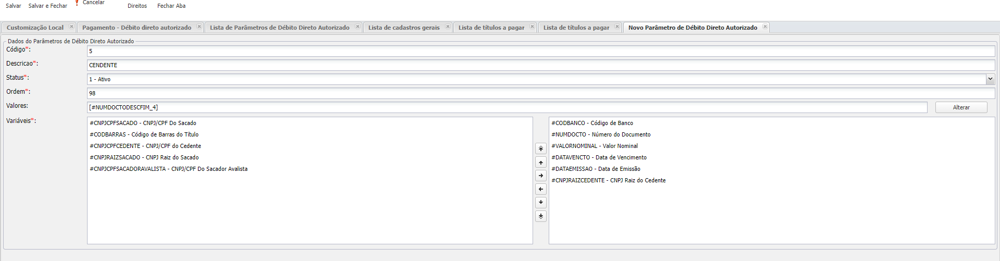 Salvar Salvar e Fechar Cancelar Direitos Fechar Aba
Customização Local Pagamento - Débito direto autorizado Lista de Parâmetros de Débito Direto Autorizado Lista de cadastros gerais Lista de títulos a pagar Lista de títulos a pagar Novo Parâmetro de Débito Direto Autorizado
Dados do Parâmetros de Débito Direto Autorizado
Código*: 5
Descricao*: CENDENTE
Status*: 1 - Ativo
Ordem*: 98
Valores: [#NUMDOCTODESCFIM_4] Alterar
Variáveis*:
#CNPJCPFSACADO - CNPJ/CPF Do Sacado
#CODBARRAS - Código de Barras do Título
#CNPJCPFCEDENTE - CNPJ/CPF do Cedente
#CNPJRAIZSACADO - CNPJ Raiz do Sacado
#CNPJCPFSACADORAVALISTA - CNPJ/CPF Do Sacador Avalista
#CODBANCO - Código de Banco
#NUMDOCTO - Número do Documento
#VALORNOMINAL - Valor Nominal
#DATAVENCTO - Data de Vencimento
#DATAEMISSAO - Data de Emissão
#CNPJRAIZCEDENTE - CNPJ Raiz do Cedente